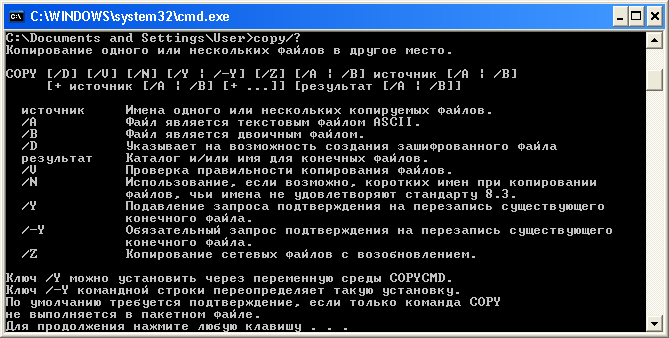 C:\WINDOWS\system32\cmd.exe
C:\Documents and Settings\User>copy/?
Копирование одного или нескольких файлов в другое место.
COPY [/D] [/V] [/N] [/Y ¦ /-Y] [/Z] [/A ¦ /B] источник [/A ¦ /B]
[+ источник [/A ¦ /B] [+ ...]] [результат [/A ¦ /B]]
источник Имена одного или нескольких копируемых файлов.
/A Файл является текстовым файлом ASCII.
/B Файл является двоичным файлом.
/D Указывает на возможность создания зашифрованного файла
результат Каталог и/или имя для конечных файлов.
/V Проверка правильности копирования файлов.
/N Использование, если возможно, коротких имен при копировании
файлов, чьи имена не удовлетворяют стандарту 8.3.
/Y Подавление запроса подтверждения на перезапись существующего
конечного файла.
/-Y Обязательный запрос подтверждения на перезапись существующего
конечного файла.
/Z Копирование сетевых файлов с возобновлением.
Ключ /Y можно установить через переменную среды COPYCMD.
Ключ /-Y командной строки переопределяет такую установку.
По умолчанию требуется подтверждение, если только команда COPY
не выполняется в пакетном файле.
Для продолжения нажмите любую клавишу . . .